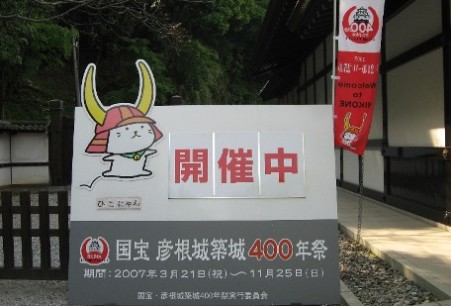 開催中
ひこにゃん
国宝 彦根城築城400年祭
期間：2007年3月21日(祝)〜11月25日(日)
国宝・彦根城築城400年祭実行委員会
400
Welcome to
HIKONE